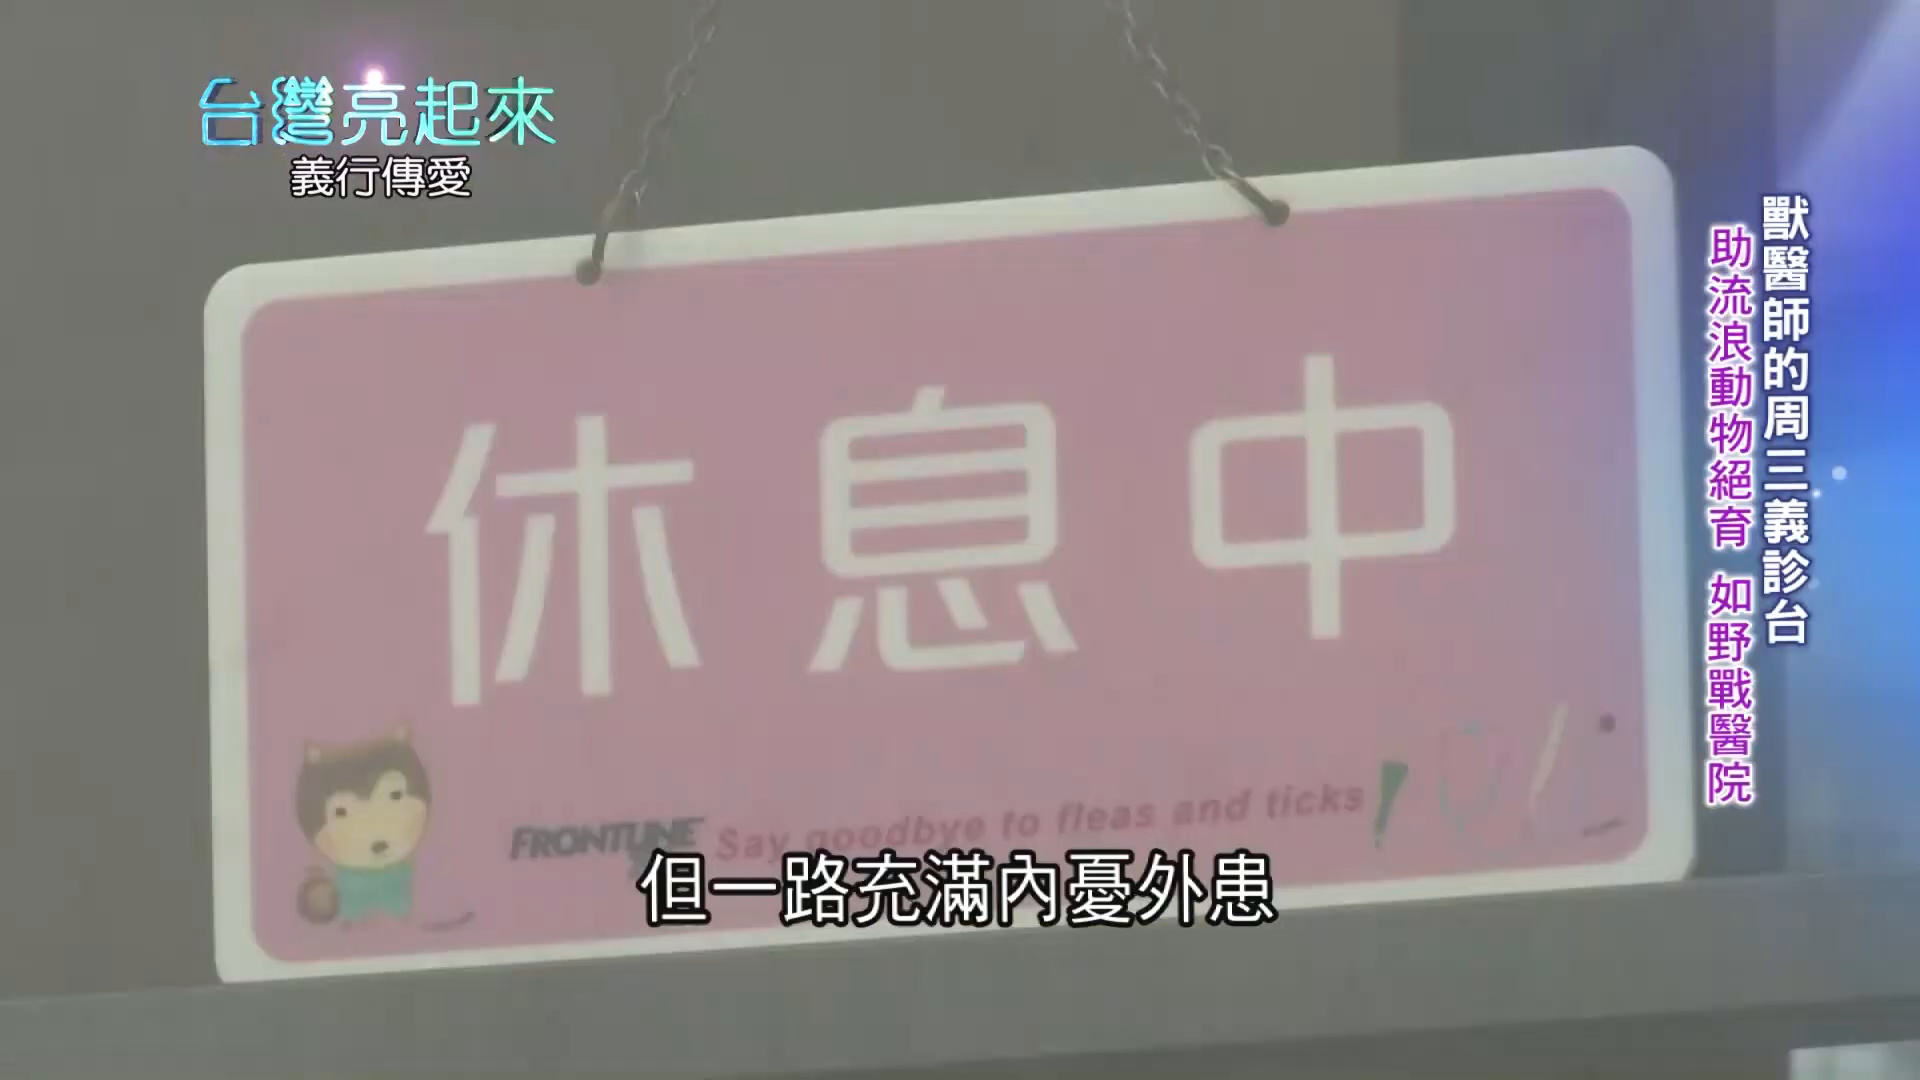 台灣亮起來
義行傳愛
獸醫師的周三義診台
助流浪動物絕育 如野戰醫院
休息中
Say goodbye to fleas and ticks
但一路充滿內憂外患